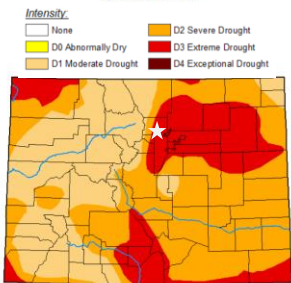 Intensity:
None
D0 Abnormally Dry
D1 Moderate Drought
D2 Severe Drought
D3 Extreme Drought
D4 Exceptional Drought